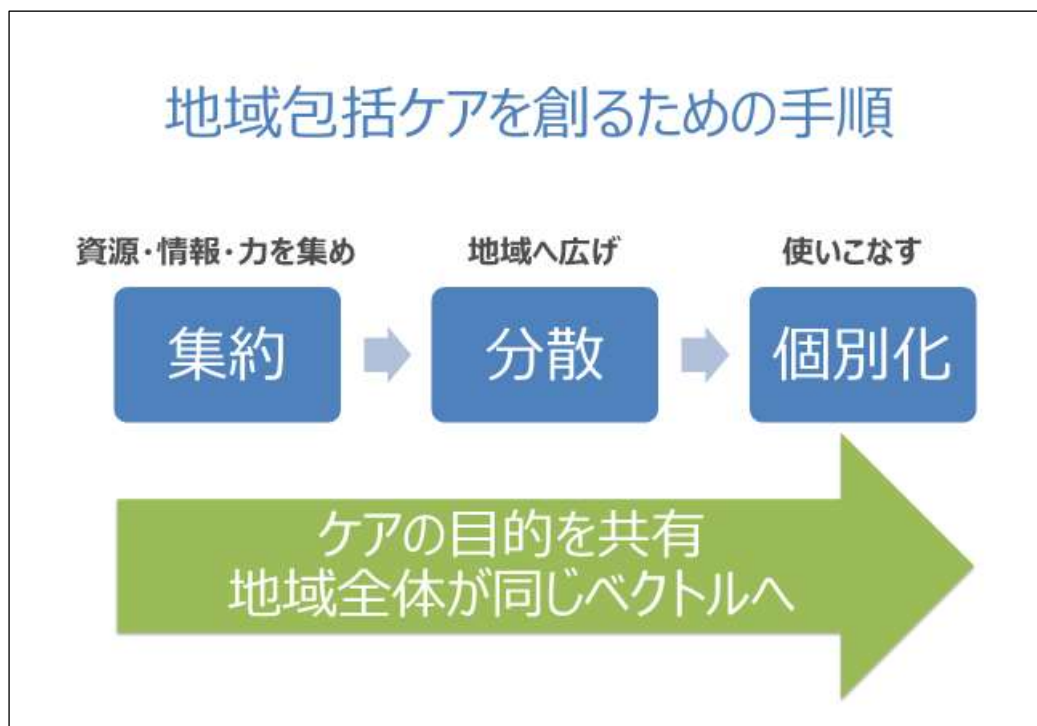 地域包括ケアを創るための手順
資源・情報・力を集め
地域へ広げ
使いこなす
集約
分散
個別化
ケアの目的を共有
地域全体が同じベクトルへ